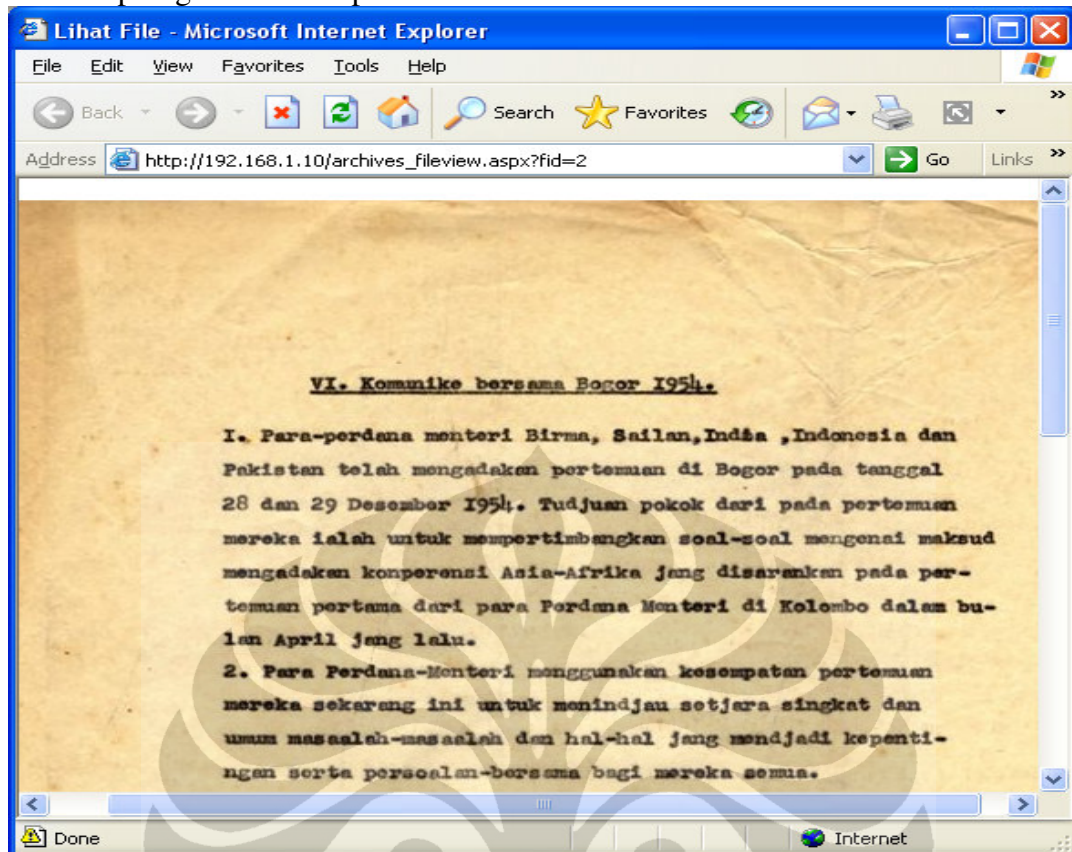 Lihat File - Microsoft Internet Explorer
File Edit View Favorites Tools Help
Back Search Favorites
Address http://192.168.1.10/archives_fileview.aspx?fid=2 Go Links
VI. Komunike bersama Bogor I954.
I. Para-perdana menteri Birma, Sailan,India ,Indonesia dan
Pakistan telah mengadakan pertemuan di Bogor pada tanggal
28 dan 29 Desember I954. Tudjuan pokok dari pada pertemuan
mereka ialah untuk mempertimbangkan soal-soal mengenai maksud
mengadakan konperensi Asia-Afrika jang disarankan pada per-
temuan pertama dari para Perdana Menteri di Kolombo dalam bu-
lan April jang lalu.
2. Para Perdana-Menteri menggunakan kesempatan pertemuan
mereka sekarang ini untuk menindjau setjara singkat dan
umum masaalah-masaalah dan hal-hal jang mendjadi kepenti-
ngan serta persoalan-bersama bagi mereka semua.
Done Internet